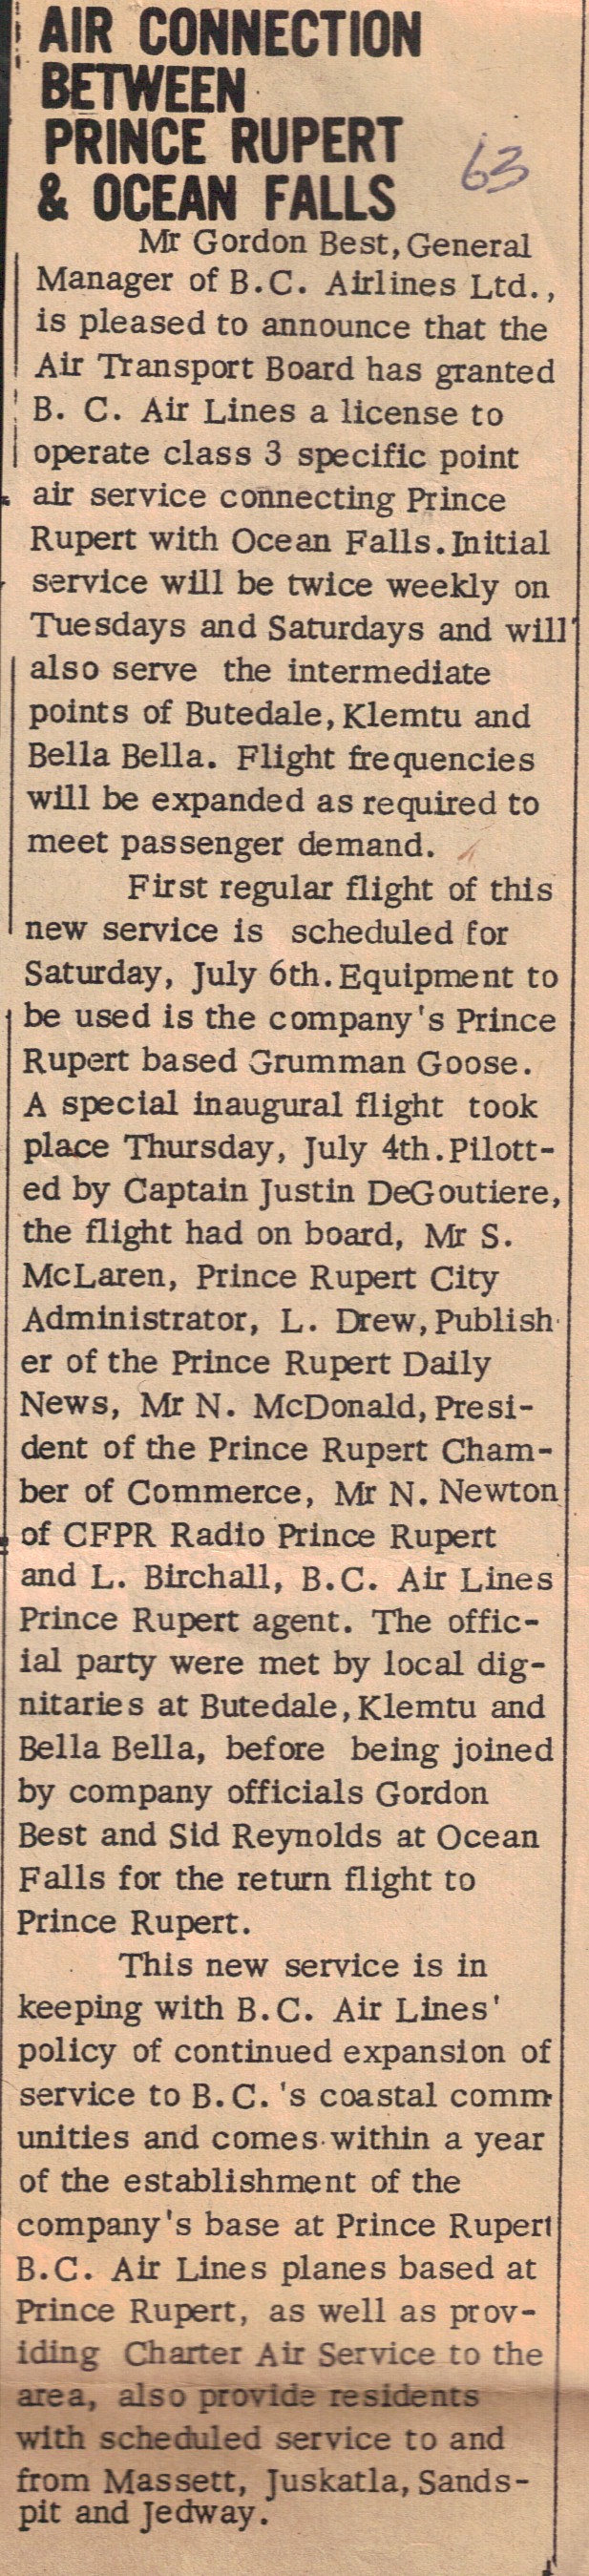 AIR CONNECTION
BETWEEN
PRINCE RUPERT
& OCEAN FALLS
63
Mr Gordon Best, General
Manager of B.C. Airlines Ltd.,
is pleased to announce that the
Air Transport Board has granted
B. C. Air Lines a license to
operate class 3 specific point
air service connecting Prince
Rupert with Ocean Falls. Initial
service will be twice weekly on
Tuesdays and Saturdays and will
also serve the intermediate
points of Butedale, Klemtu and
Bella Bella. Flight frequencies
will be expanded as required to
meet passenger demand.
First regular flight of this
new service is scheduled for
Saturday, July 6th. Equipment to
be used is the company's Prince
Rupert based Grumman Goose.
A special inaugural flight took
place Thursday, July 4th. Pilott-
ed by Captain Justin DeGoutiere,
the flight had on board, Mr S.
McLaren, Prince Rupert City
Administrator, L. Drew, Publish-
er of the Prince Rupert Daily
News, Mr N. McDonald, Presi-
dent of the Prince Rupert Cham-
ber of Commerce, Mr N. Newton
of CFPR Radio Prince Rupert
and L. Birchall, B.C. Air Lines
Prince Rupert agent. The offic-
ial party were met by local dig-
nitaries at Butedale, Klemtu and
Bella Bella, before being joined
by company officials Gordon
Best and Sid Reynolds at Ocean
Falls for the return flight to
Prince Rupert.
This new service is in
keeping with B.C. Air Lines'
policy of continued expansion of
service to B.C.'s coastal comm-
unities and comes within a year
of the establishment of the
company's base at Prince Rupert
B.C. Air Lines planes based at
Prince Rupert, as well as prov-
iding Charter Air Service to the
area, also provide residents
with scheduled service to and
from Massett, Juskatla, Sands-
pit and Jedway.